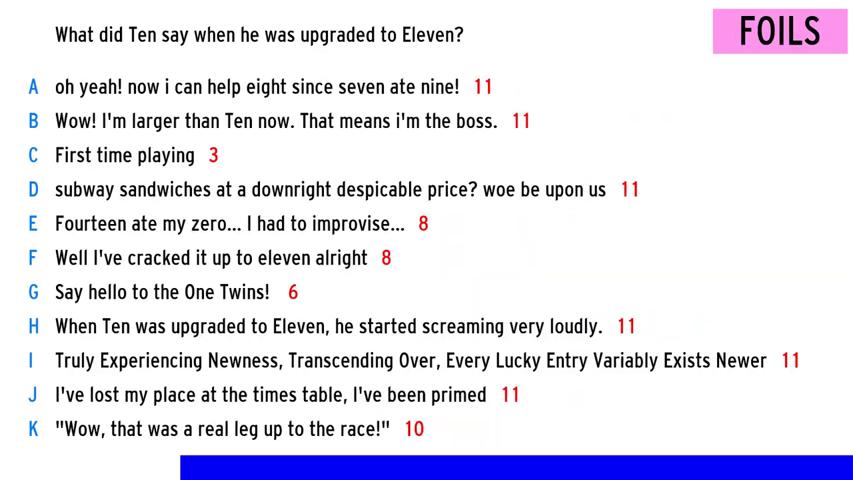 What did Ten say when he was upgraded to Eleven?
FOILS
A oh yeah! now i can help eight since seven ate nine! 11
B Wow! I'm larger than Ten now. That means i'm the boss. 11
C First time playing 3
D subway sandwiches at a downright despicable price? woe be upon us 11
E Fourteen ate my zero... I had to improvise... 8
F Well I've cracked it up to eleven alright 8
G Say hello to the One Twins! 6
H When Ten was upgraded to Eleven, he started screaming very loudly. 11
I Truly Experiencing Newness, Transcending Over, Every Lucky Entry Variably Exists Newer 11
J I've lost my place at the times table, I've been primed 11
K "Wow, that was a real leg up to the race!" 10